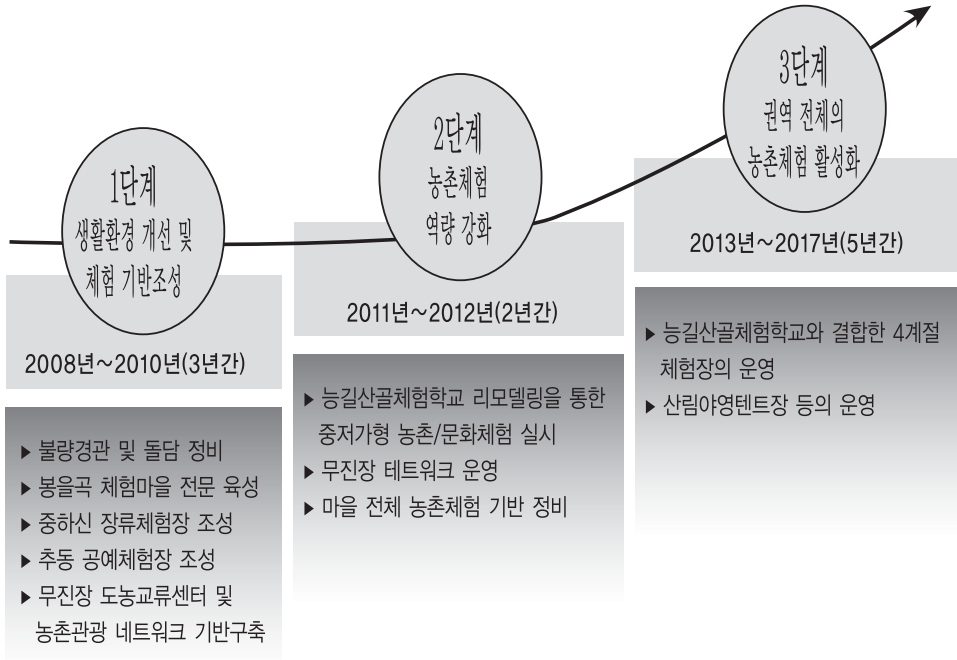 1단계
생활환경 개선 및
체험 기반조성
2008년~2010년(3년간)
▶ 불량경관 및 돌담 정비
▶ 봉을곡 체험마을 전문 육성
▶ 중하신 장류체험장 조성
▶ 추동 공예체험장 조성
▶ 무진장 도농교류센터 및
농촌관광 네트워크 기반구축
2단계
농촌체험
역량 강화
2011년~2012년(2년간)
▶ 능길산골체험학교 리모델링을 통한
중저가형 농촌/문화체험 실시
▶ 무진장 테트워크 운영
▶ 마을 전체 농촌체험 기반 정비
3단계
권역 전체의
농촌체험 활성화
2013년~2017년(5년간)
▶ 능길산골체험학교와 결합한 4계절
체험장의 운영
▶ 산림야영텐트장 등의 운영